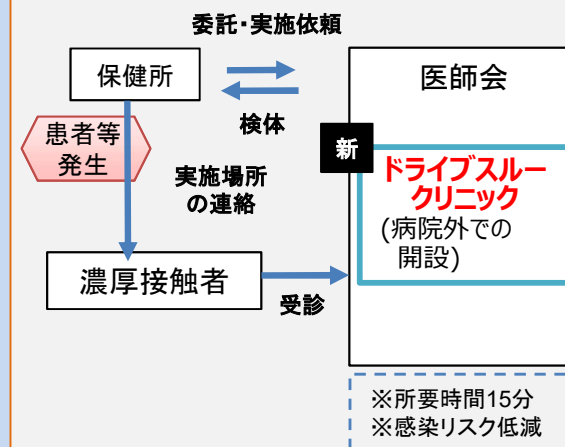 委託・実施依頼
保健所
医師会
検体
患者等
発生
新
実施場所
の連絡
ドライブスルー
クリニック
(病院外での
開設)
濃厚接触者
受診
※所要時間15分
※感染リスク低減